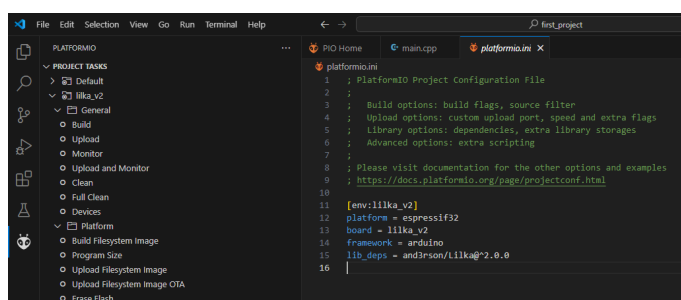 File Edit Selection View Go Run Terminal Help
first_project
PLATFORMIO
PROJECT TASKS
Default
lilka_v2
General
Build
Upload
Monitor
Upload and Monitor
Clean
Full Clean
Devices
Platform
Build Filesystem Image
Program Size
Upload Filesystem Image
Upload Filesystem Image OTA
Erase Flash
PIO Home
main.cpp
platformio.ini
platformio.ini
1 ; PlatformIO Project Configuration File
2 ;
3 ;   Build options: build flags, source filter
4 ;   Upload options: custom upload port, speed and extra flags
5 ;   Library options: dependencies, extra library storages
6 ;   Advanced options: extra scripting
7 ;
8 ; Please visit documentation for the other options and examples
9 ; https://docs.platformio.org/page/projectconf.html
10
11 [env:lilka_v2]
12 platform = espressif32
13 board = lilka_v2
14 framework = arduino
15 lib_deps = and3rson/Lilka@^2.0.0
16